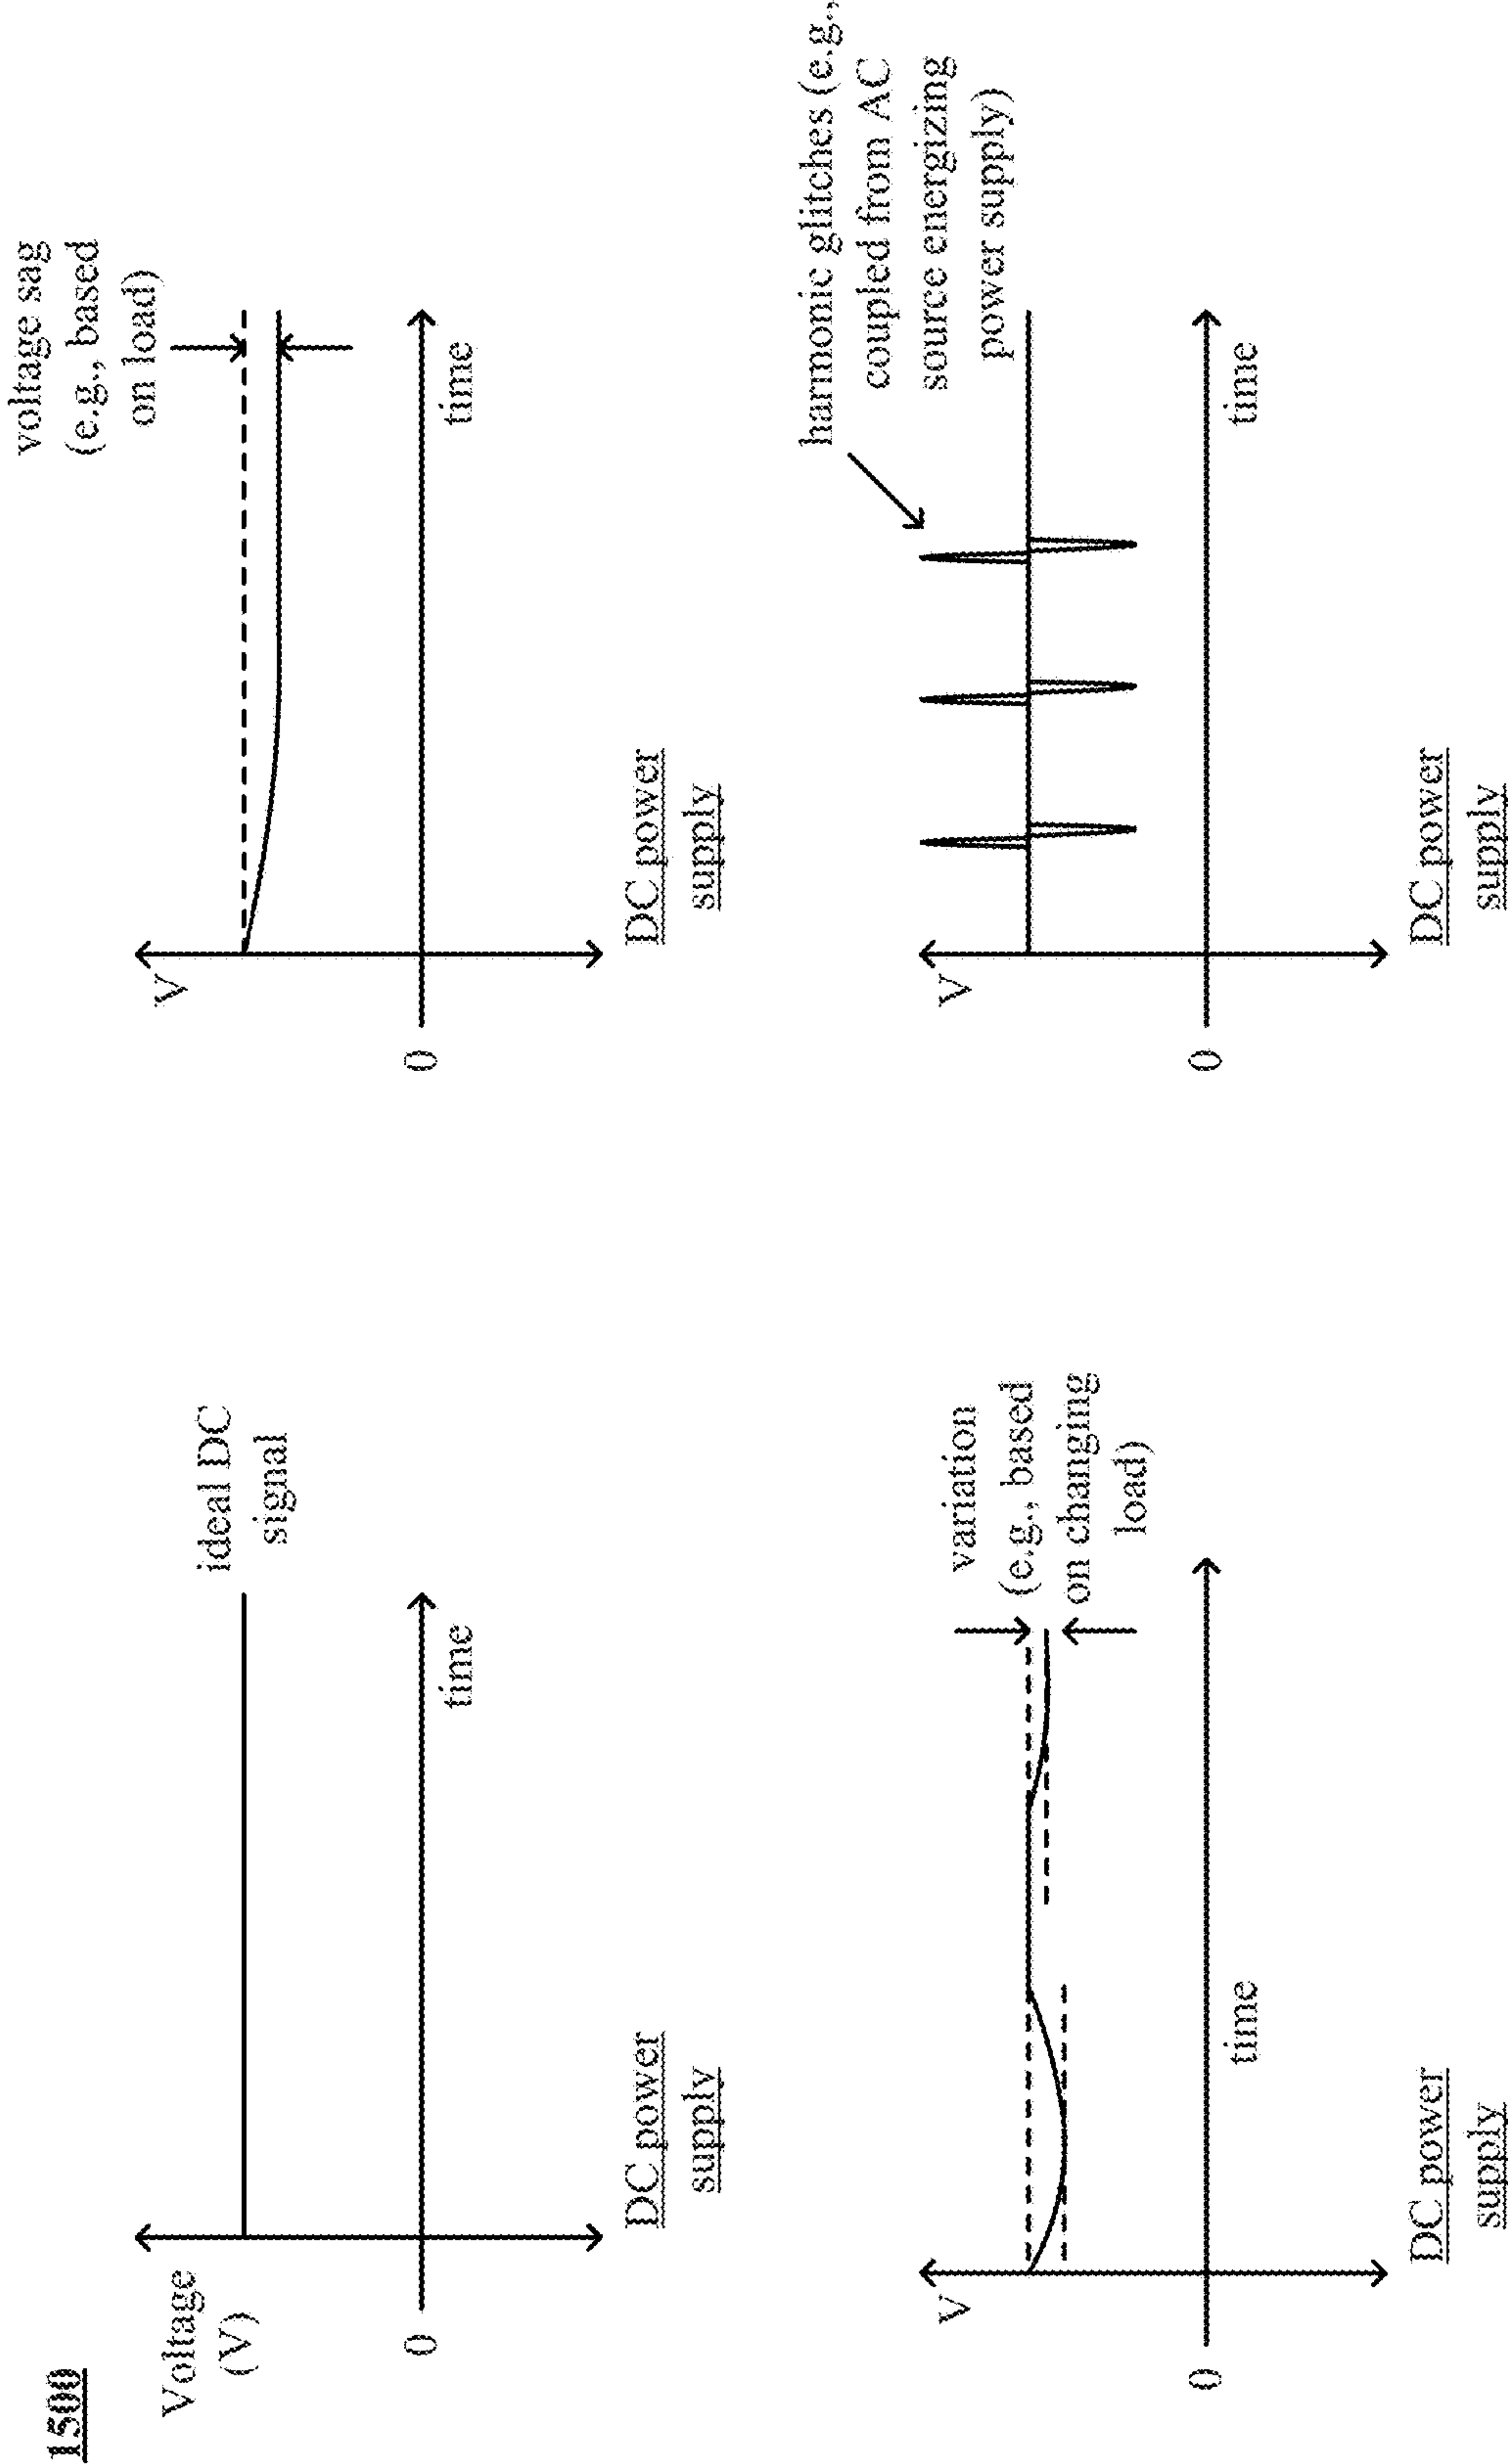 1500
Voltage
(V)
ideal DC
signal
0
time
DC power
supply
V
voltage sag
(e.g., based
on load)
0
time
DC power
supply
V
variation
(e.g., based
on changing
load)
0
time
DC power
supply
V
harmonic glitches (e.g.,
coupled from AC
source energizing
power supply)
0
time
DC power
supply